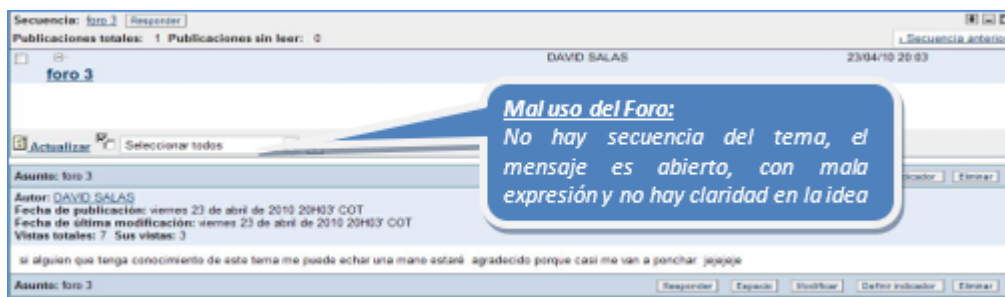 Secuencia: foro 3 Responder
Publicaciones totales: 1 Publicaciones sin leer: 0
‹ Secuencia anterio
DAVID SALAS 23/04/10 20:03
foro 3
Mal uso del Foro:
No hay secuencia del tema, el
mensaje es abierto, con mala
expresión y no hay claridad en la idea
Actualizar Seleccionar todos
Asunto: foro 3 Eliminar
Autor: DAVID SALAS
Fecha de publicación: viernes 23 de abril de 2010 20H03' COT
Fecha de última modificación: viernes 23 de abril de 2010 20H03' COT
Vistas totales: 7 Sus vistas: 3
si alguien que tenga conocimiento de este tema me puede echar una mano estaré agradecido porque casi me van a ponchar jejejeje
Asunto: foro 3 Responder Espacio Modificar Definir indicador Eliminar